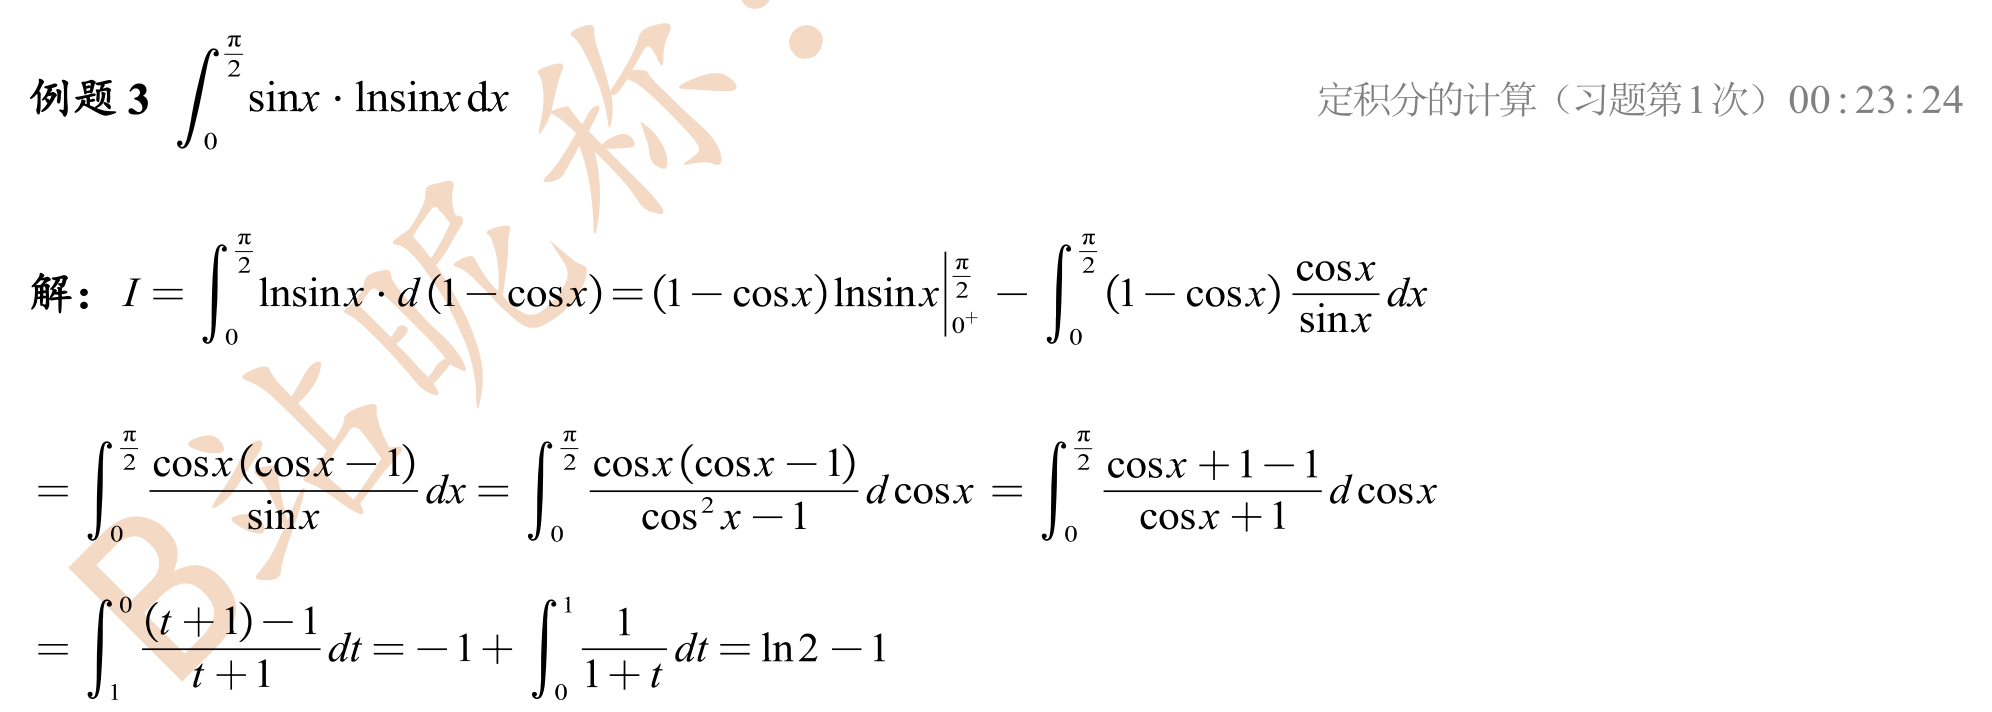 例题 3 $\int_0^{\frac{\pi}{2}} \sin x \cdot \ln\sin x \, dx$ 定积分的计算（习题第1次）00:23:24
解：$I = \int_0^{\frac{\pi}{2}} \ln\sin x \cdot d(1-\cos x) = (1-\cos x)\ln\sin x \Big|_{0^+}^{\frac{\pi}{2}} - \int_0^{\frac{\pi}{2}} (1-\cos x)\frac{\cos x}{\sin x} dx$
$= \int_0^{\frac{\pi}{2}} \frac{\cos x(\cos x-1)}{\sin x} dx = \int_0^{\frac{\pi}{2}} \frac{\cos x(\cos x-1)}{\cos^2 x-1} d\cos x = \int_0^{\frac{\pi}{2}} \frac{\cos x+1-1}{\cos x+1} d\cos x$
$= \int_1^0 \frac{(t+1)-1}{t+1} dt = -1 + \int_0^1 \frac{1}{1+t} dt = \ln 2 - 1$
B站昵称：